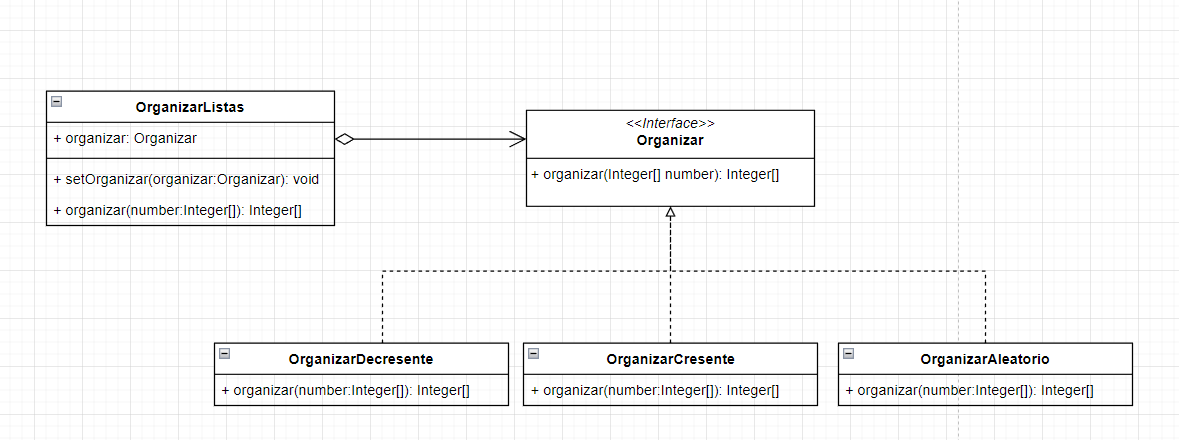 OrganizarListas
+ organizar: Organizar
+ setOrganizar(organizar:Organizar): void
+ organizar(number:Integer[]): Integer[]
<<Interface>>
Organizar
+ organizar(Integer[] number): Integer[]
OrganizarDecresente
+ organizar(number:Integer[]): Integer[]
OrganizarCresente
+ organizar(number:Integer[]): Integer[]
OrganizarAleatorio
+ organizar(number:Integer[]): Integer[]